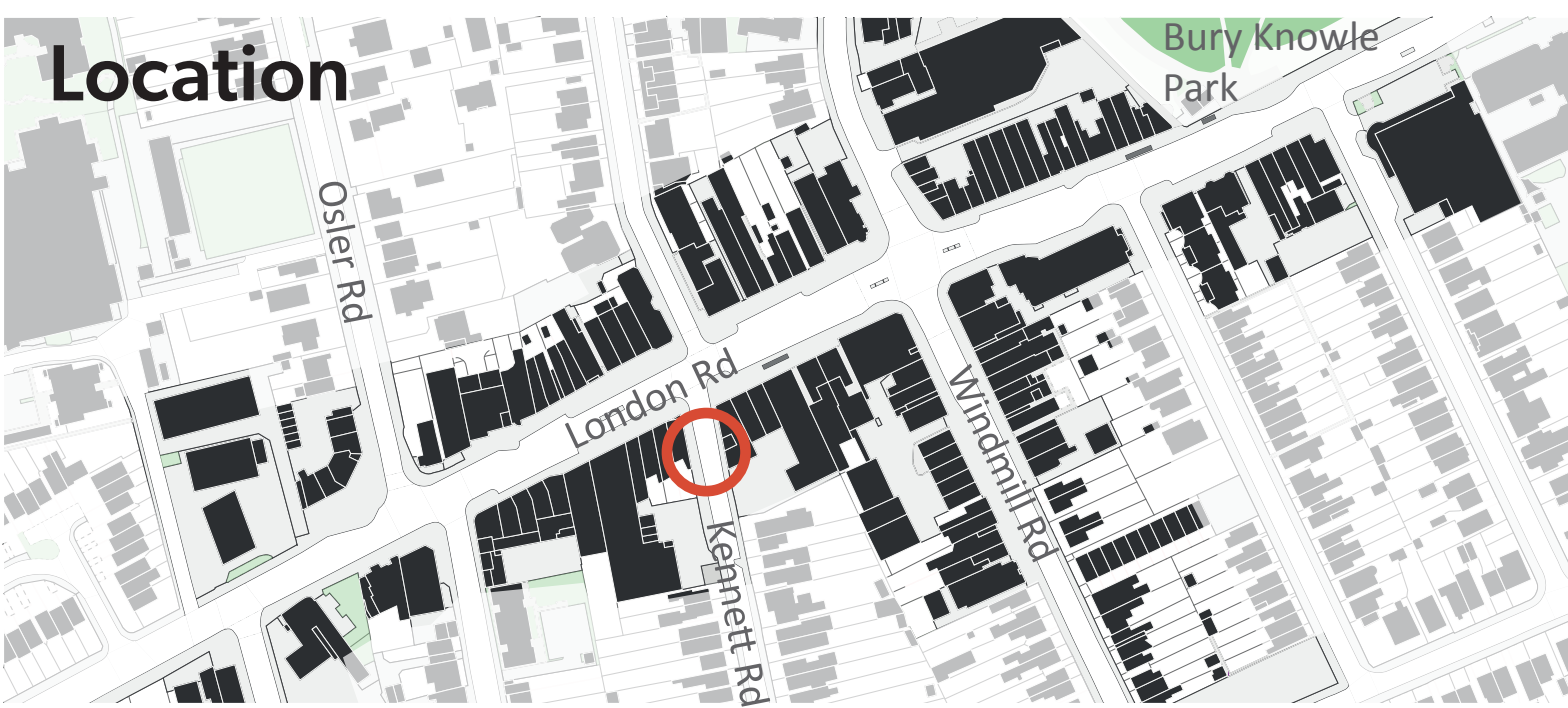 Location
Bury Knowle
Park
Osler Rd
London Rd
Windmill Rd
Kennett Rd